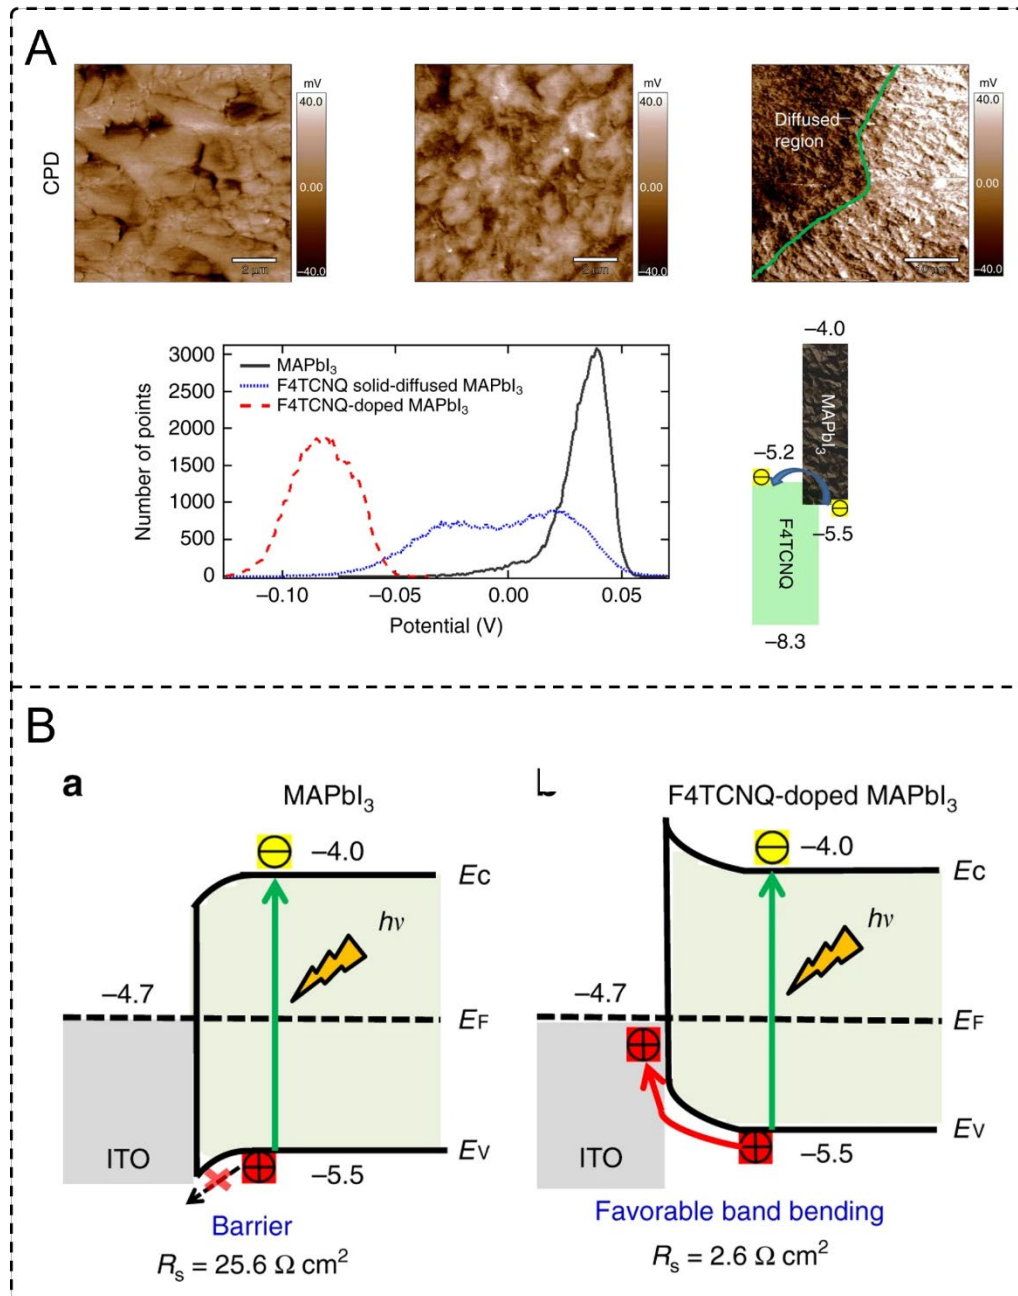 A
CPD
mV
40.0
0.00
–40.0
2 μm
mV
40.0
0.00
–40.0
2 μm
mV
40.0
0.00
–40.0
Diffused
region
10 μm
Number of points
3000
2500
2000
1500
1000
500
0
MAPbI₃
F4TCNQ solid-diffused MAPbI₃
F4TCNQ-doped MAPbI₃
–0.10
–0.05
0.00
0.05
Potential (V)
–4.0
MAPbI₃
–5.2
–5.5
F4TCNQ
–8.3
B
a
MAPbI₃
–4.0
EC
hν
–4.7
EF
ITO
EV
–5.5
Barrier
Rs = 25.6 Ω cm²
F4TCNQ-doped MAPbI₃
–4.0
EC
hν
–4.7
EF
ITO
EV
–5.5
Favorable band bending
Rs = 2.6 Ω cm²